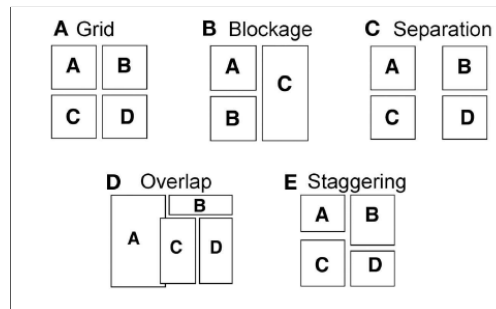 A Grid
A B
C D
B Blockage
A
C
B
C Separation
A B
C D
D Overlap
B
A C D
E Staggering
A B
C D